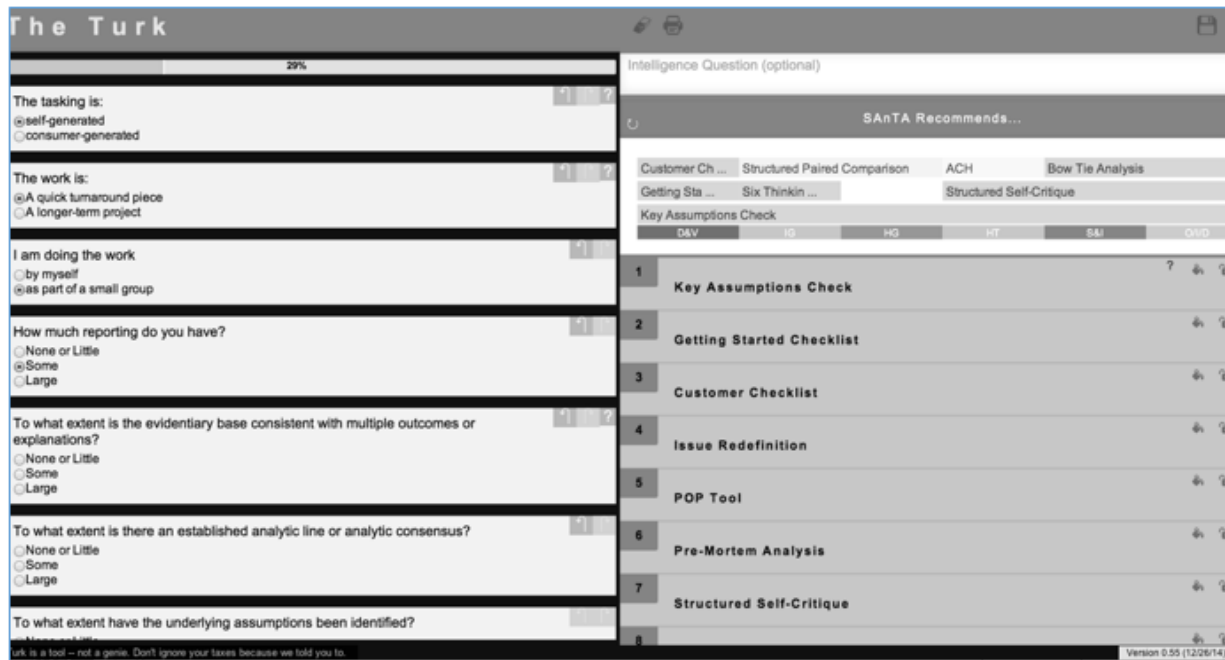 The Turk
29%
The tasking is:
self-generated
consumer-generated
The work is:
A quick turnaround piece
A longer-term project
I am doing the work
by myself
as part of a small group
How much reporting do you have?
None or Little
Some
Large
To what extent is the evidentiary base consistent with multiple outcomes or
explanations?
None or Little
Some
Large
To what extent is there an established analytic line or analytic consensus?
None or Little
Some
Large
To what extent have the underlying assumptions been identified?
urk is a tool -- not a genie. Don't ignore your taxes because we told you to.
Intelligence Question (optional)
SAnTA Recommends...
Customer Ch ... Structured Paired Comparison ACH Bow Tie Analysis
Getting Sta ... Six Thinkin ... Structured Self-Critique
Key Assumptions Check
D&V IG HG HT S&I O/I/D
1 Key Assumptions Check
2 Getting Started Checklist
3 Customer Checklist
4 Issue Redefinition
5 POP Tool
6 Pre-Mortem Analysis
7 Structured Self-Critique
8
Version 0.55 (12/26/14)